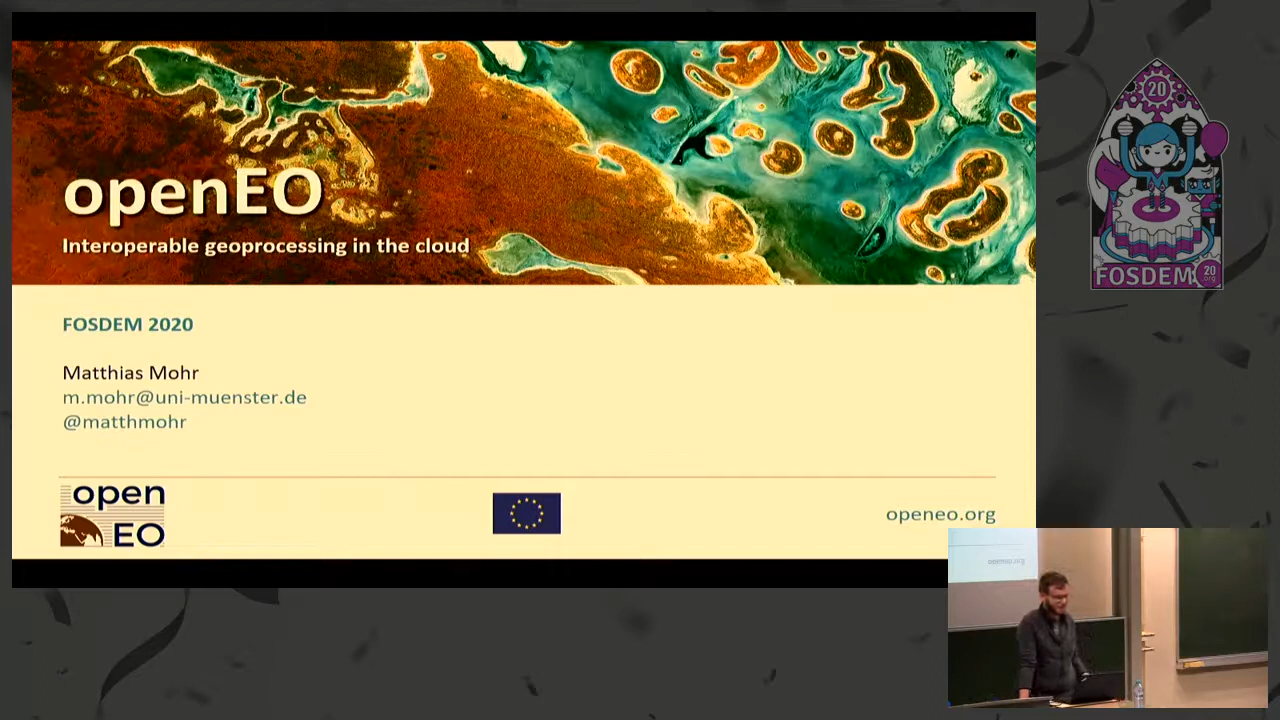 openEO
Interoperable geoprocessing in the cloud
FOSDEM 2020
Matthias Mohr
m.mohr@uni-muenster.de
@matthmohr
open
EO
openeo.org
20
FOSDEM
20
org